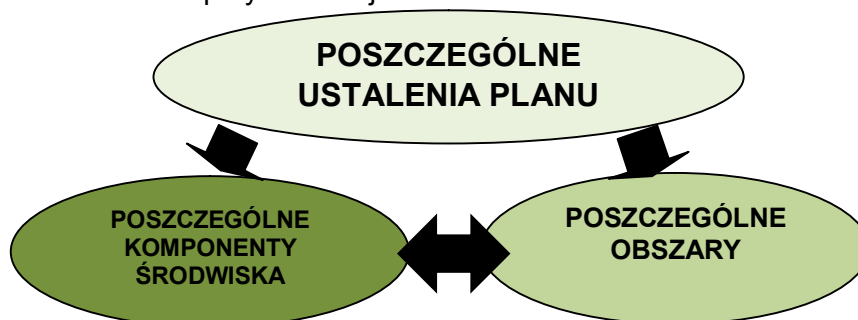 POSZCZEGÓLNE
USTALENIA PLANU
POSZCZEGÓLNE
KOMPONENTY
ŚRODWISKA
POSZCZEGÓLNE
OBSZARY